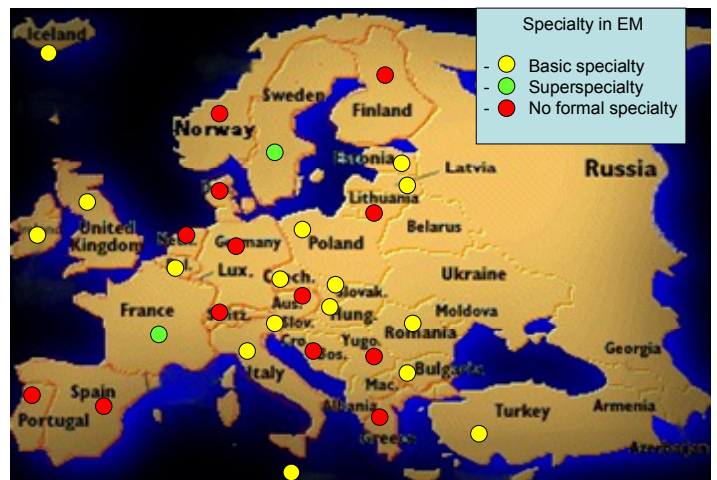 Specialty in EM
- Basic specialty
- Superspecialty
- No formal specialty
Iceland
Sweden
Finland
Norway
Estonia
Latvia
Russia
Lithuania
United
Kingdom
Germany
Poland
Belarus
Lux.
Czech.
Ukraine
Slovak.
France
Aus.
Hung.
Moldova
Slov.
Romania
Cro.
Bos.
Yugo.
Georgia
Italy
Bulgaria
Mac.
Spain
Portugal
Albania
Turkey
Armenia
Greece
Azerbaijan